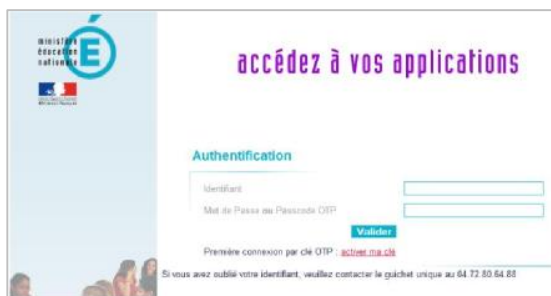 ministère
éducation
nationale
accédez à vos applications
Authentification
Identifiant
Mot de Passe ou Passcode OTP
Valider
Première connexion par clé OTP : activer ma clé
Si vous avez oublié votre identifiant, veuillez contacter le guichet unique au 04.72.80.64.88